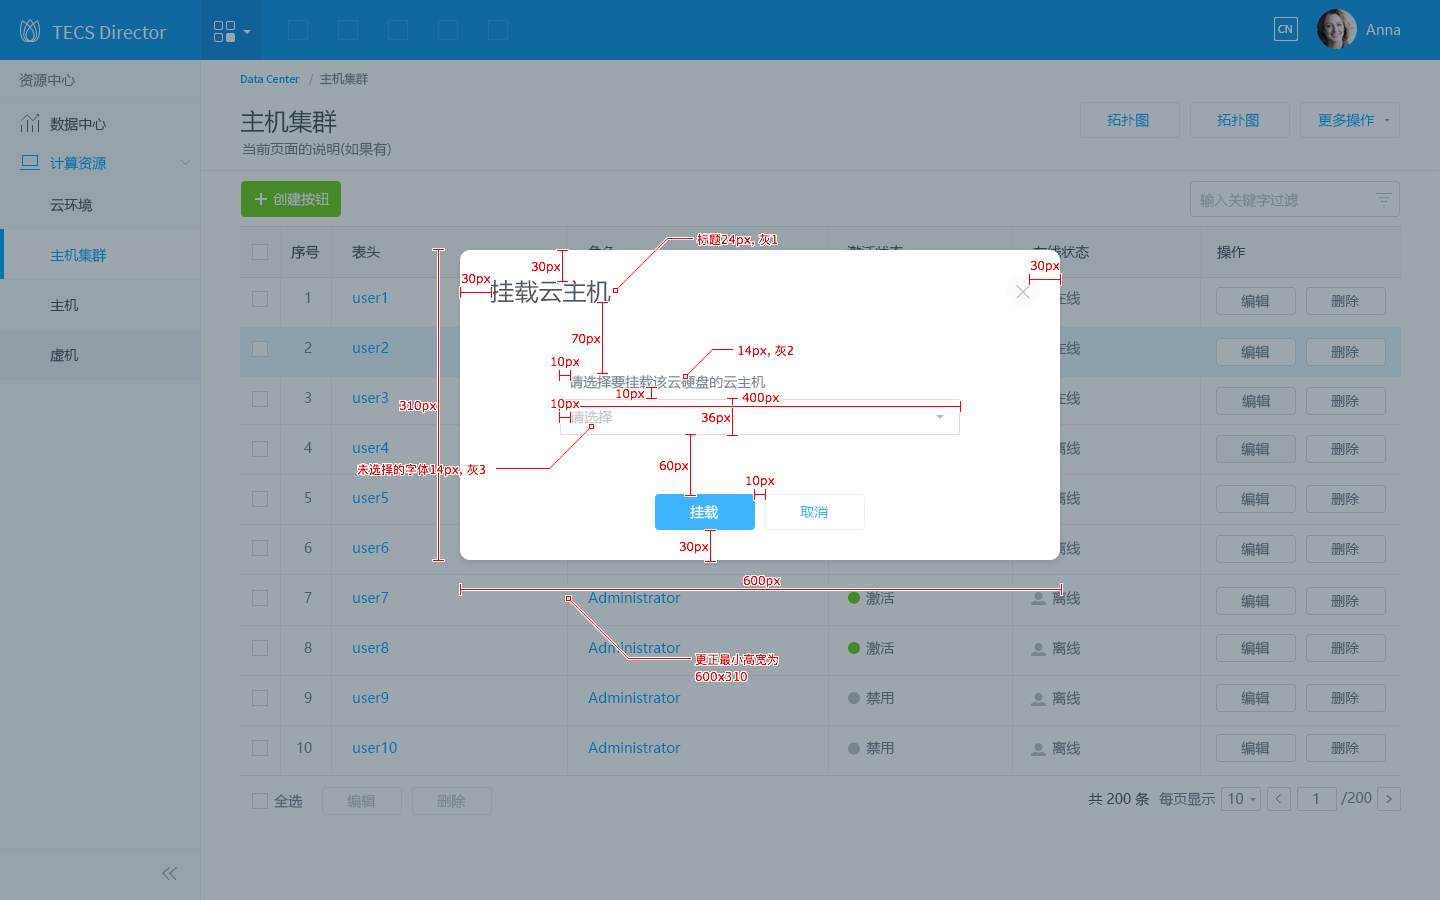 TECS Director
CN
Anna
资源中心
数据中心
计算资源
云环境
主机集群
主机
虚机
Data Center / 主机集群
主机集群
当前页面的说明(如果有)
拓扑图
拓扑图
更多操作
创建按钮
输入关键字过滤
序号
表头
操作
1
user1
在线
编辑
删除
2
user2
在线
编辑
删除
3
user3
在线
编辑
删除
4
user4
离线
编辑
删除
5
user5
离线
编辑
删除
6
user6
离线
编辑
删除
7
user7
Administrator
激活
离线
编辑
删除
8
user8
Administrator
激活
离线
编辑
删除
9
user9
Administrator
禁用
离线
编辑
删除
10
user10
Administrator
禁用
离线
编辑
删除
全选
编辑
删除
共 200 条
每页显示
10
1
/200
标题24px, 灰1
30px
30px
30px
挂载云主机
70px
14px, 灰2
10px
请选择要挂载该云硬盘的云主机
10px
400px
10px
请选择
36px
310px
未选择的字体14px, 灰3
60px
10px
挂载
取消
30px
600px
更正最小高宽为
600x310